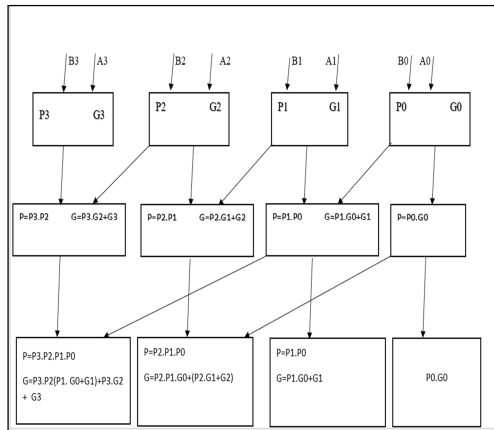 B3 A3 B2 A2 B1 A1 B0 A0
P3 G3 P2 G2 P1 G1 P0 G0
P=P3.P2 G=P3.G2+G3 P=P2.P1 G=P2.G1+G2 P=P1.P0 G=P1.G0+G1 P=P0.G0
P=P3.P2.P1.P0
G=P3.P2(P1. G0+G1)+P3.G2
+ G3
P=P2.P1.P0
G=P2.P1.G0+(P2.G1+G2)
P=P1.P0
G=P1.G0+G1
P0.G0